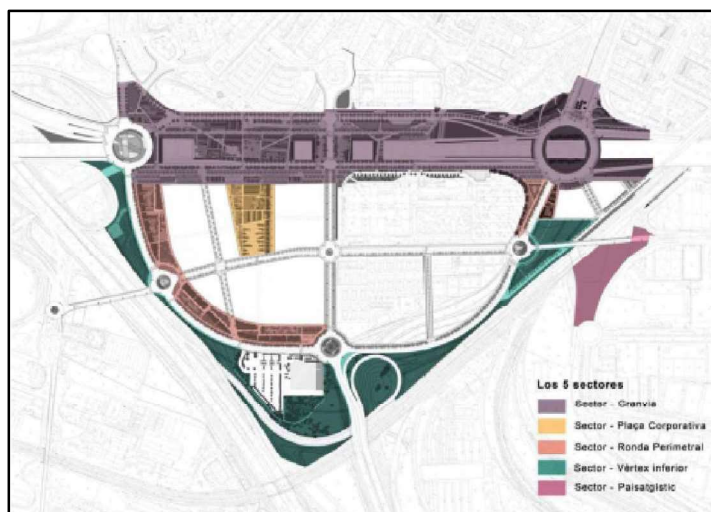 Los 5 sectores
Sector - Granvia
Sector - Plaça Corporativa
Sector - Ronda Perimetral
Sector - Vèrtex inferior
Sector - Paisatgístic